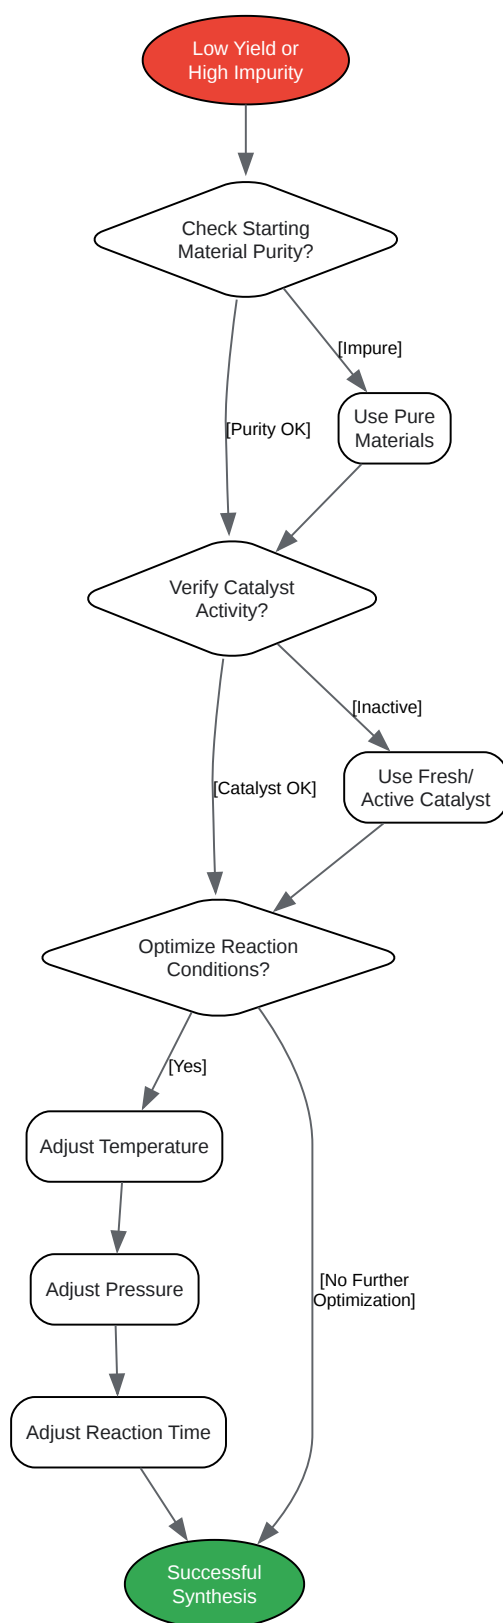 Low Yield or
High Impurity
Check Starting
Material Purity?
[Impure]
[Purity OK]
Use Pure
Materials
Verify Catalyst
Activity?
[Inactive]
[Catalyst OK]
Use Fresh/
Active Catalyst
Optimize Reaction
Conditions?
[Yes]
Adjust Temperature
Adjust Pressure
[No Further
Optimization]
Adjust Reaction Time
Successful
Synthesis